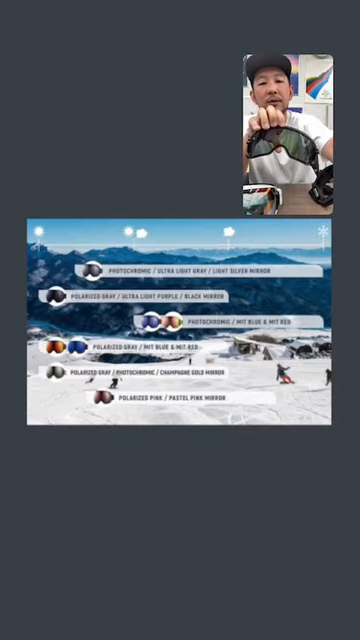 PHOTOCHROMIC / ULTRA LIGHT GRAY / LIGHT SILVER MIRROR
POLARIZED GRAY / ULTRA LIGHT PURPLE / BLACK MIRROR
PHOTOCHROMIC / MIT BLUE & MIT RED
POLARIZED GRAY / MIT BLUE & MIT RED
POLARIZED GRAY / PHOTOCHROMIC / CHAMPAGNE GOLD MIRROR
POLARIZED PINK / PASTEL PINK MIRROR